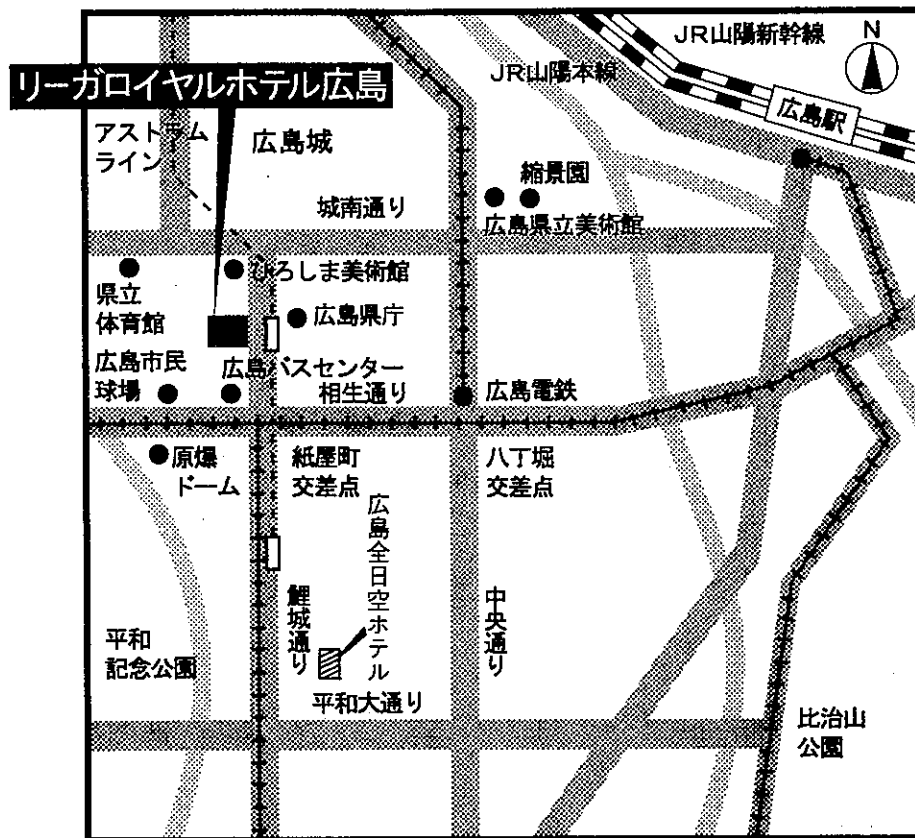 JR山陽新幹線
N
JR山陽本線
広島駅
リーガロイヤルホテル広島
アストラム
ライン
広島城
縮景園
城南通り
広島県立美術館
ひろしま美術館
県立
体育館
広島県庁
広島市民
球場
広島バスセンター
相生通り
広島電鉄
原爆
ドーム
紙屋町
交差点
八丁堀
交差点
広島全日空ホテル
鯉城通り
中央通り
平和
記念公園
平和大通り
比治山
公園